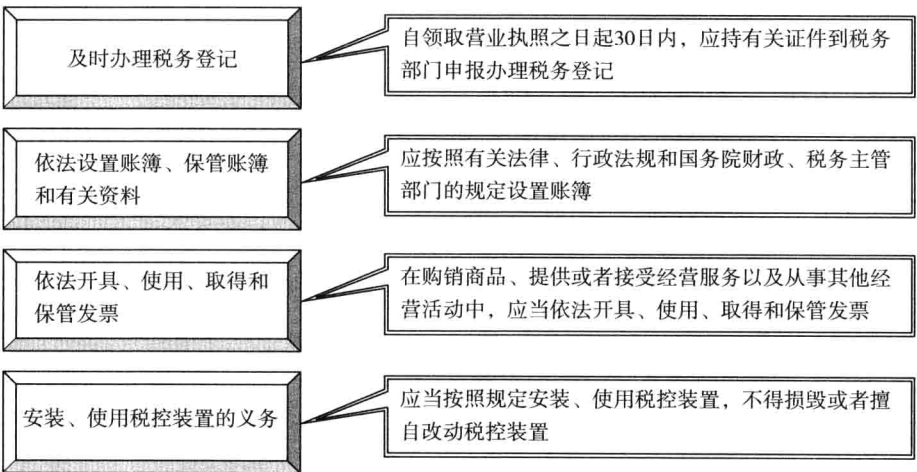 及时办理税务登记
自领取营业执照之日起30日内，应持有关证件到税务
部门申报办理税务登记
依法设置账簿、保管账簿
和有关资料
应按照有关法律、行政法规和国务院财政、税务主管
部门的规定设置账簿
依法开具、使用、取得和
保管发票
在购销商品、提供或者接受经营服务以及从事其他经
营活动中，应当依法开具、使用、取得和保管发票
安装、使用税控装置的义务
应当按照规定安装、使用税控装置，不得损毁或者擅
自改动税控装置